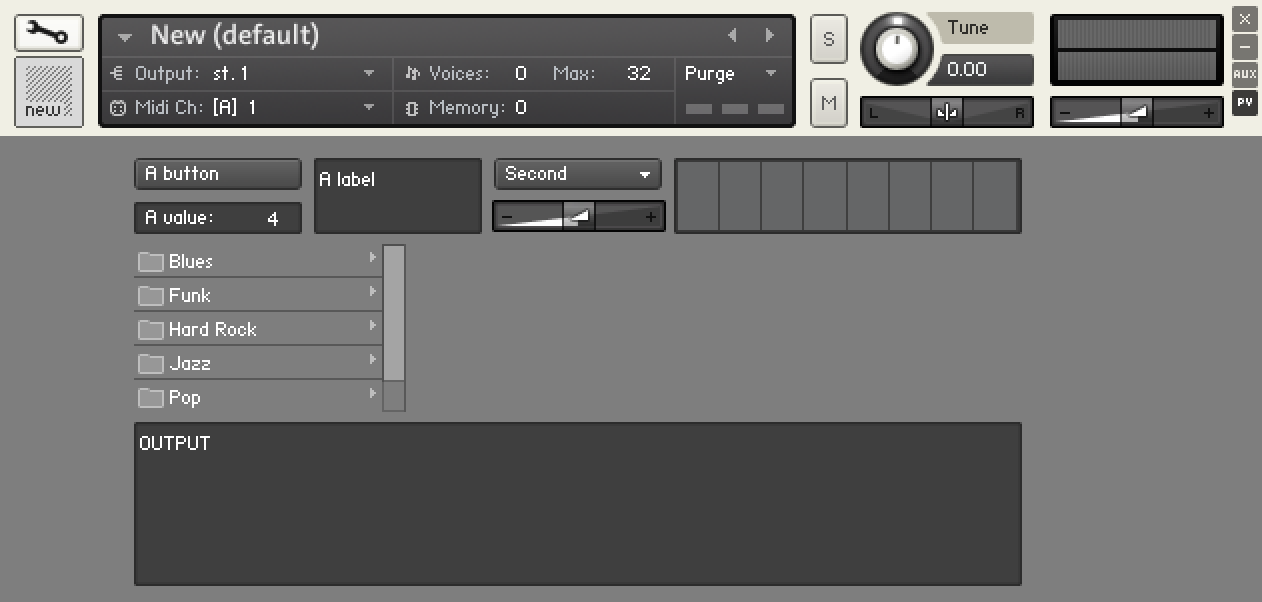 New (default)
S
Tune
X
−
Output: st. 1
Voices: 0 Max: 32
Purge
0.00
AUX
new
Midi Ch: [A] 1
Memory: 0
M
L
R
−
+
PV
A button
A label
Second
A value: 4
−
+
Blues
Funk
Hard Rock
Jazz
Pop
OUTPUT